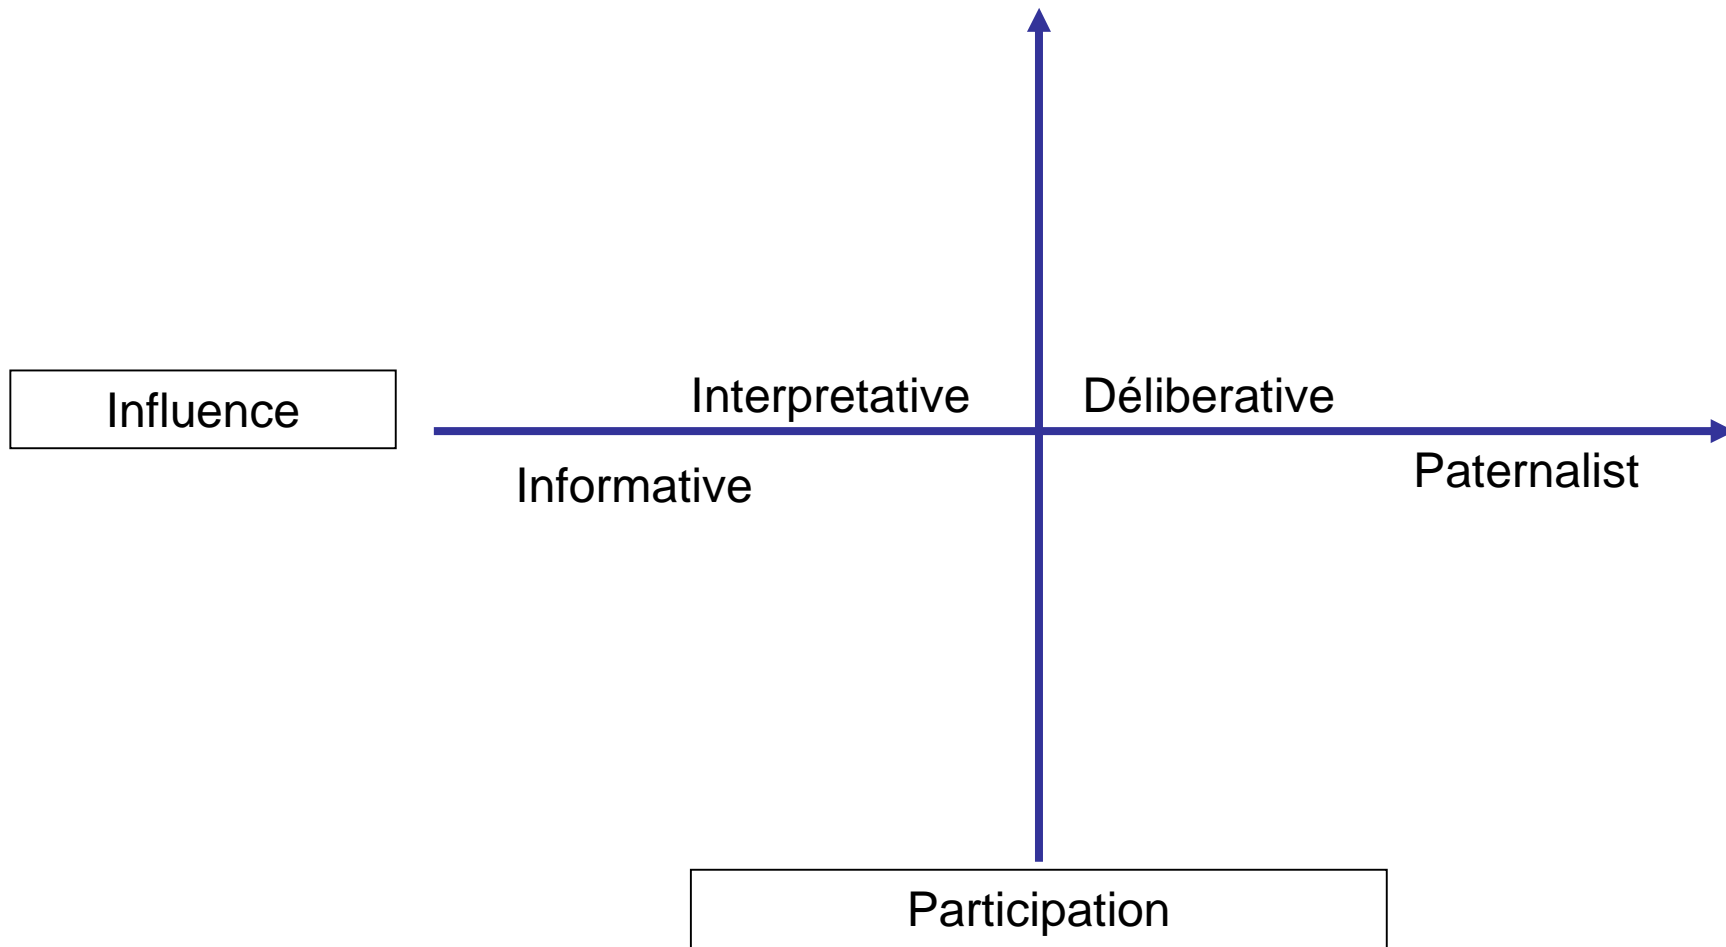 Interpretative
Déliberative
Influence
Informative
Paternalist
Participation